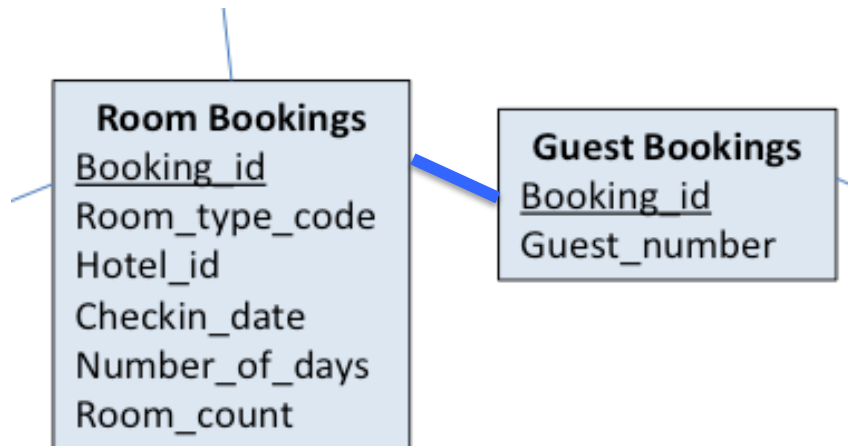 Room Bookings
Booking_id
Room_type_code
Hotel_id
Checkin_date
Number_of_days
Room_count
Guest Bookings
Booking_id
Guest_number